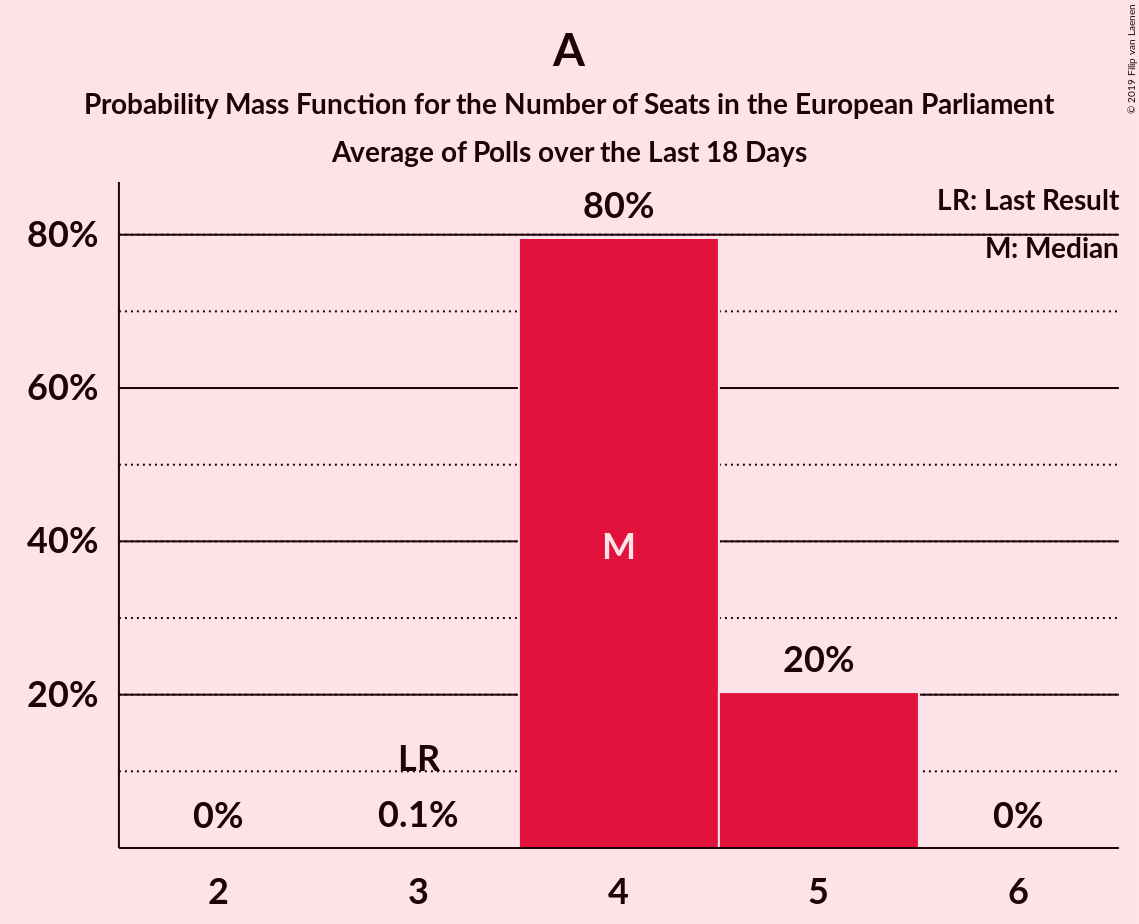 A
Probability Mass Function for the Number of Seats in the European Parliament
Average of Polls over the Last 18 Days
© 2019 Filip van Laenen
LR: Last Result
M: Median
80%
60%
40%
20%
0%
LR
0.1%
80%
M
20%
0%
2 3 4 5 6